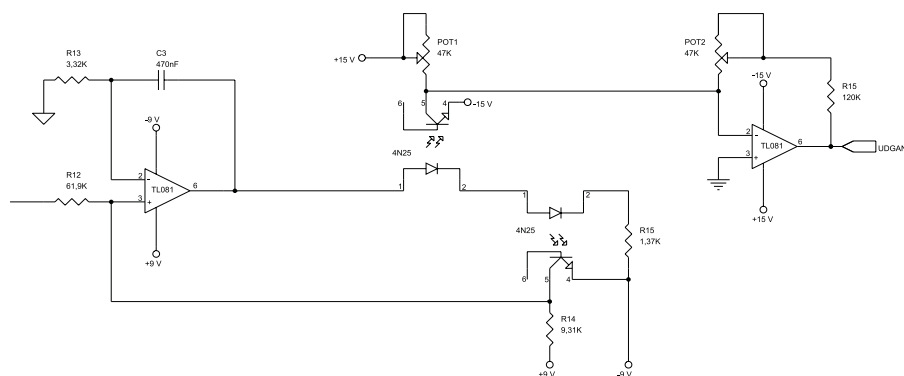 R13
3,32K
C3
470nF
-9 V
2
-
3
+
TL081
6
+9 V
R12
61,9K
+15 V
POT1
47K
6
5
4
-15 V
4N25
1
2
1
2
4N25
6
5
4
R15
1,37K
R14
9,31K
+9 V
-9 V
POT2
47K
-15 V
2
-
3
+
TL081
6
+15 V
R15
120K
UDGANG